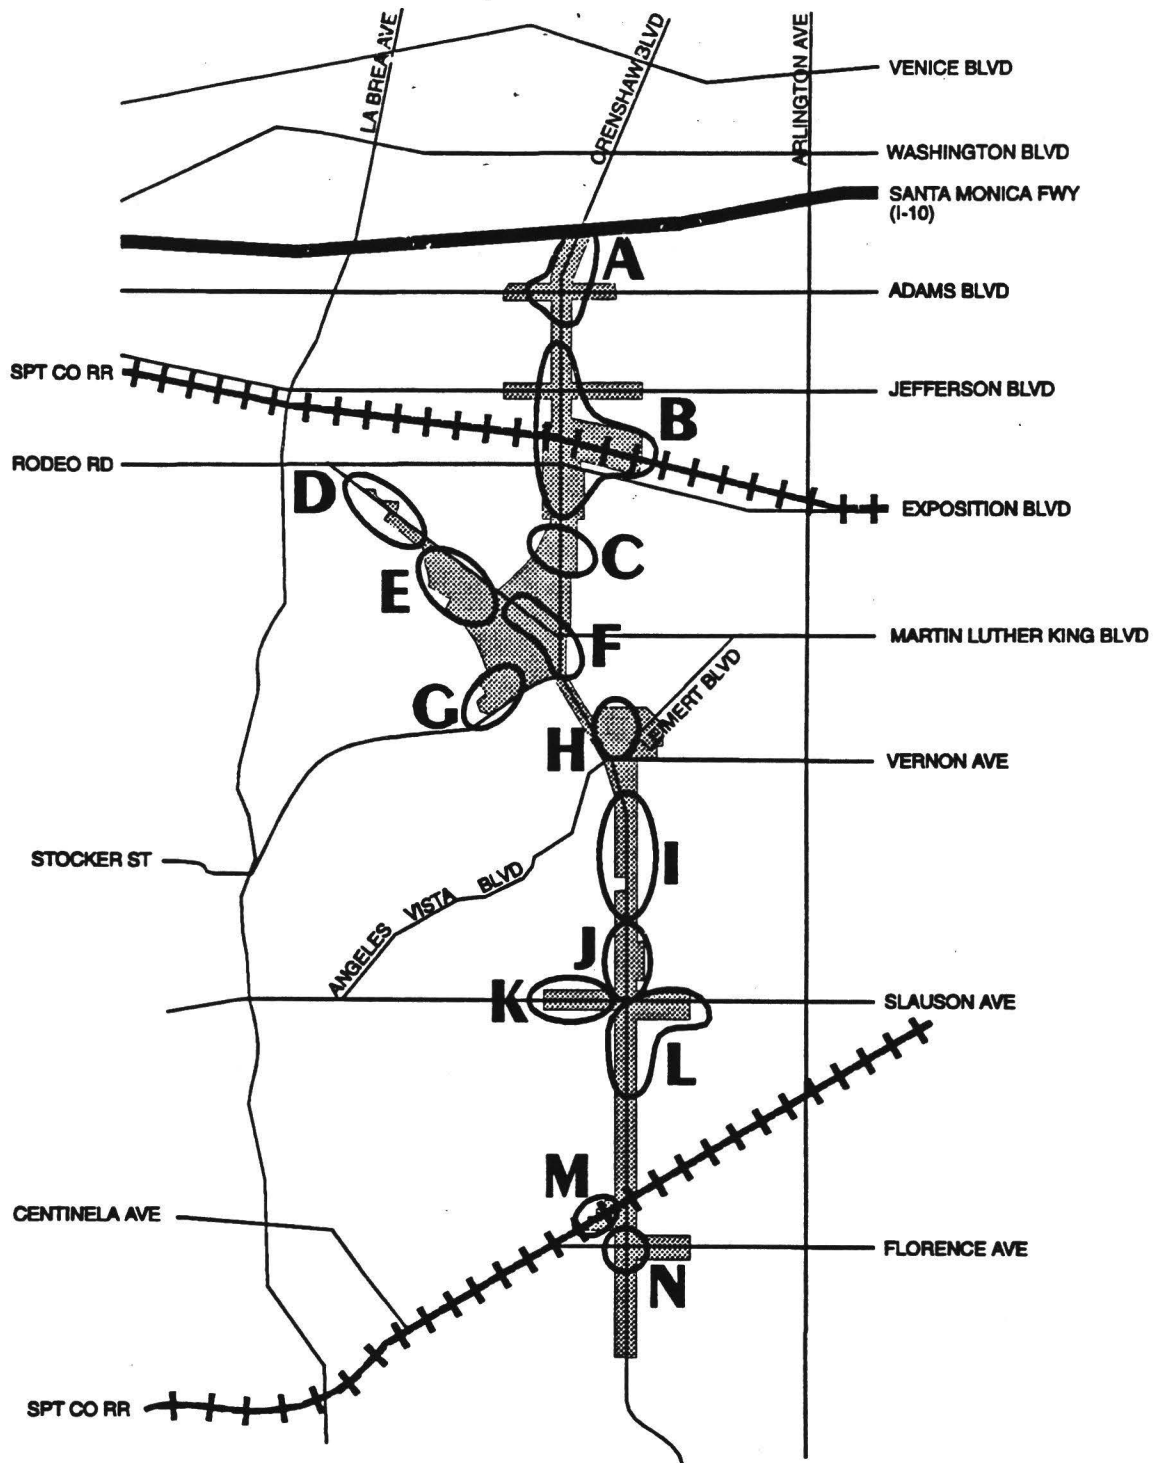 LA BREA AVE
ORENSHAW BLVD
ARLINGTON AVE
VENICE BLVD
WASHINGTON BLVD
SANTA MONICA FWY
(I-10)
A
ADAMS BLVD
SPT CO RR
JEFFERSON BLVD
B
RODEO RD
D
EXPOSITION BLVD
C
E
MARTIN LUTHER KING BLVD
F
LEIMERT BLVD
G
H
VERNON AVE
STOCKER ST
I
ANGELES VISTA BLVD
J
K
SLAUSON AVE
L
M
CENTINELA AVE
FLORENCE AVE
N
SPT CO RR